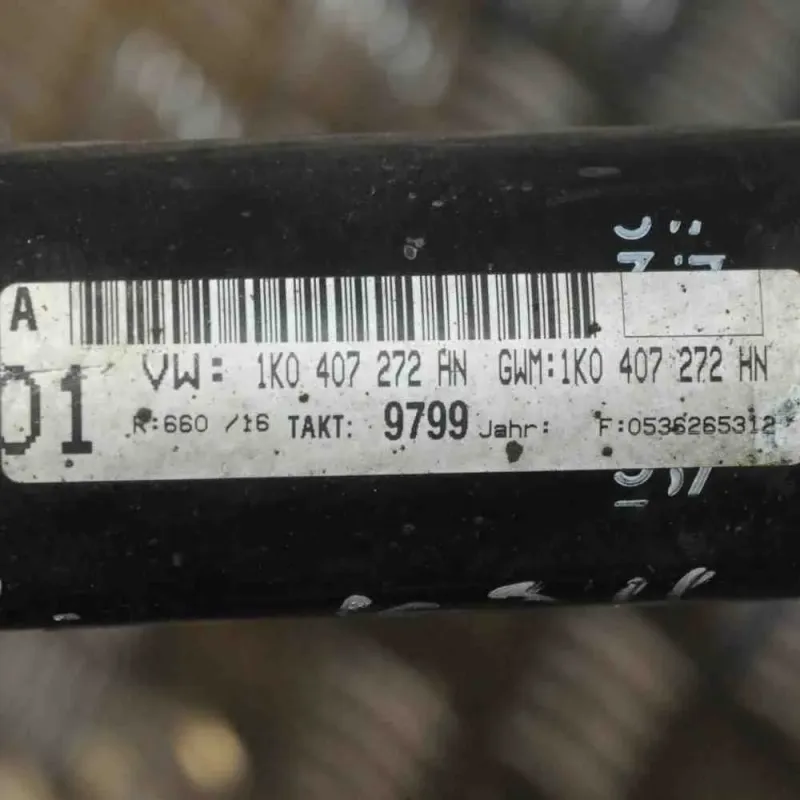 A
VW: 1K0 407 272 HN GWM:1K0 407 272 HN
01 R:660 /16 TAKT: 9799 Jahr: F:0536265312